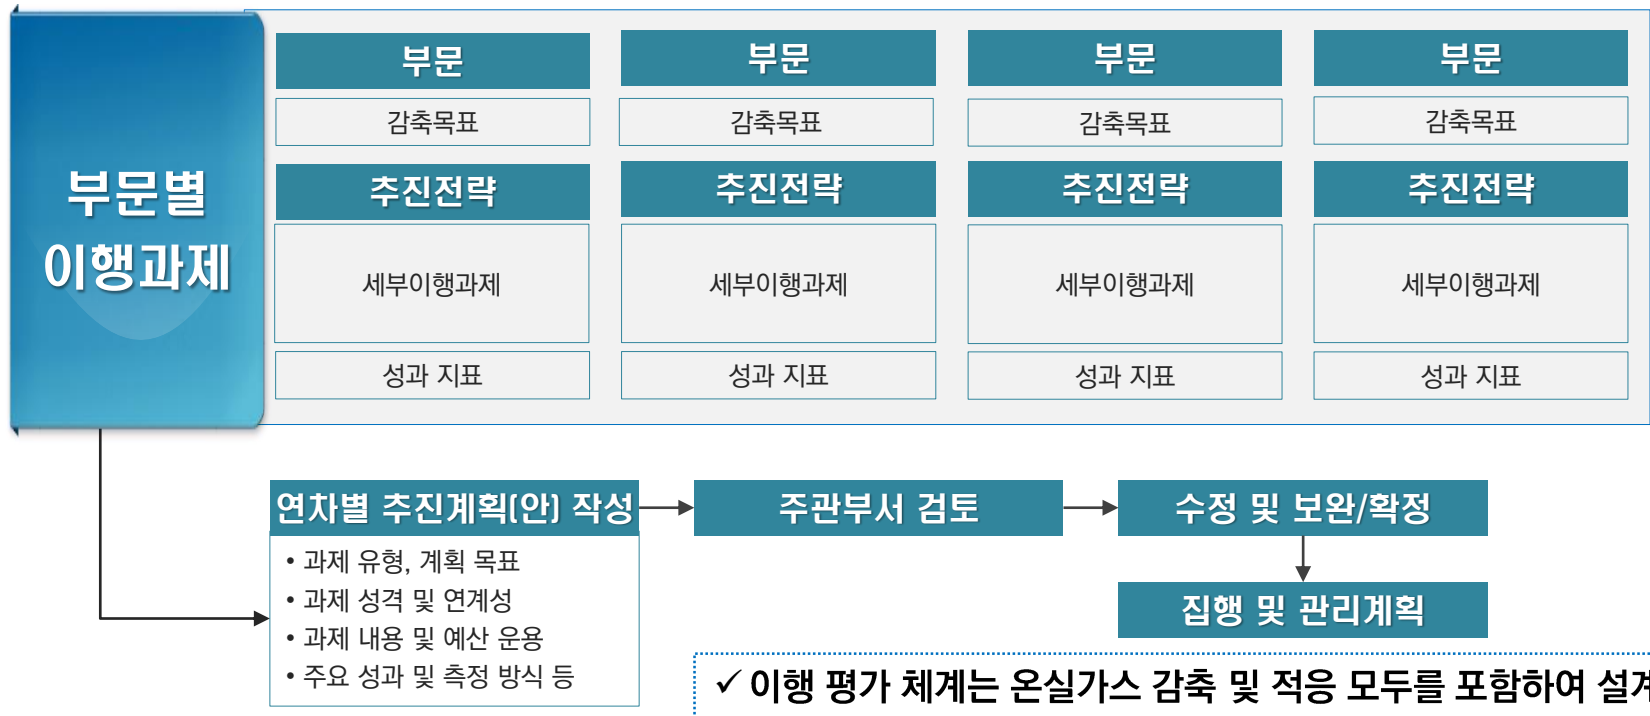 부문별
이행과제
부문 부문 부문 부문
감축목표 감축목표 감축목표 감축목표
추진전략 추진전략 추진전략 추진전략
세부이행과제 세부이행과제 세부이행과제 세부이행과제
성과 지표 성과 지표 성과 지표 성과 지표
연차별 추진계획(안) 작성
• 과제 유형, 계획 목표
• 과제 성격 및 연계성
• 과제 내용 및 예산 운용
• 주요 성과 및 측정 방식 등
주관부서 검토
수정 및 보완/확정
집행 및 관리계획
✓ 이행 평가 체계는 온실가스 감축 및 적응 모두를 포함하여